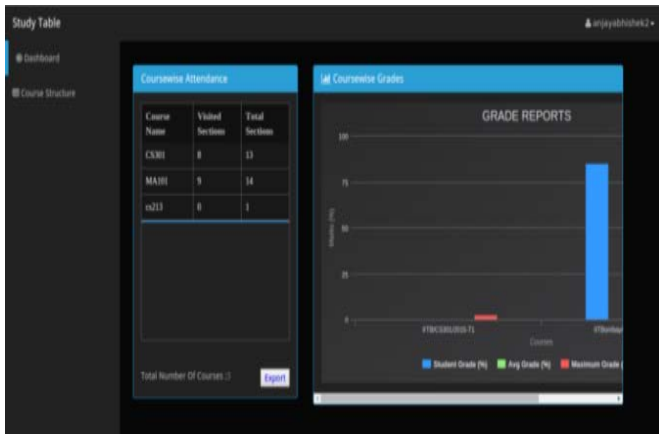 Study Table
anjayabhishek2
Dashboard
Course Structure
Coursewise Attendance
Course Name Visited Sections Total Sections
CS301 8 13
MA101 9 14
cs213 0 1
Total Number Of Courses :3
Export
Coursewise Grades
GRADE REPORTS
100
75
50
25
0
Courses
Student Grade (%) Avg Grade (%) Maximum Grade